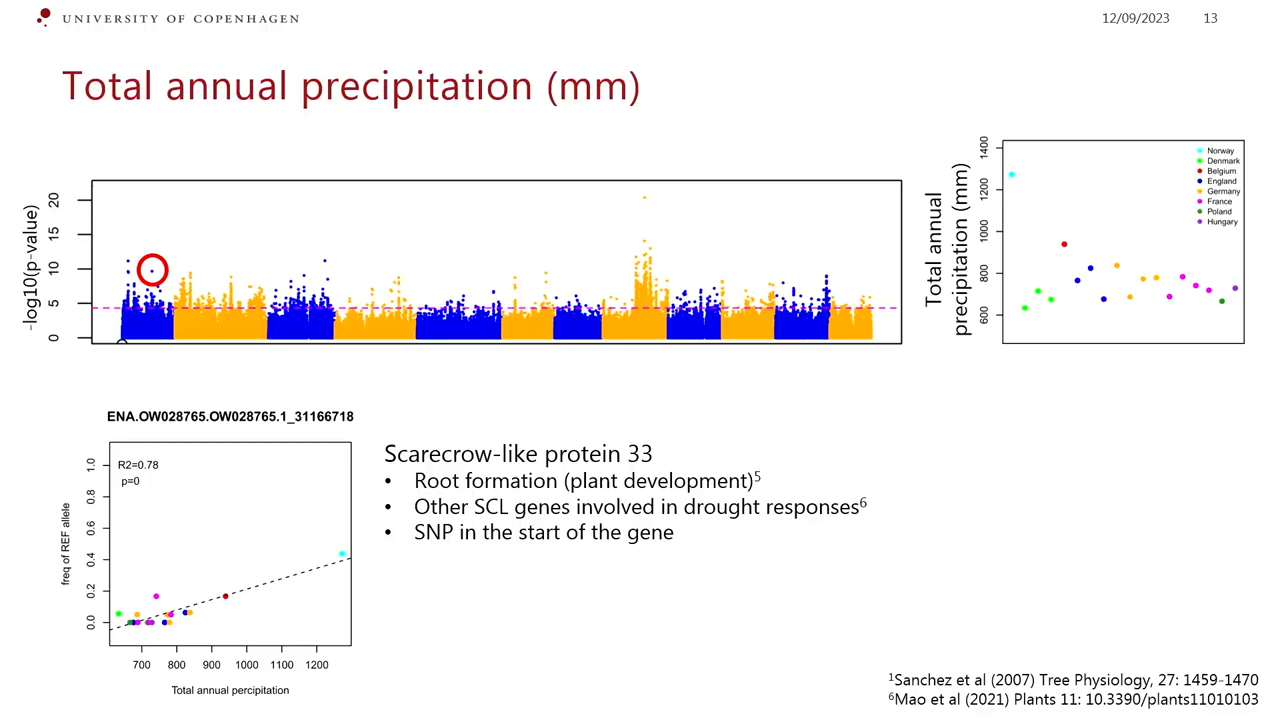 UNIVERSITY OF COPENHAGEN
12/09/2023 13
Total annual precipitation (mm)
-log10(p-value)
20
15
10
5
0
Total annual
precipitation (mm)
1400
1200
1000
800
600
Norway
Denmark
Belgium
England
Germany
France
Poland
Hungary
ENA.OW028765.OW028765.1_31166718
R2=0.78
p=0
freq of REF allele
1.0
0.8
0.6
0.4
0.2
0.0
700 800 900 1000 1100 1200
Total annual percipitation
Scarecrow-like protein 33
• Root formation (plant development)⁵
• Other SCL genes involved in drought responses⁶
• SNP in the start of the gene
¹Sanchez et al (2007) Tree Physiology, 27: 1459-1470
⁶Mao et al (2021) Plants 11: 10.3390/plants11010103